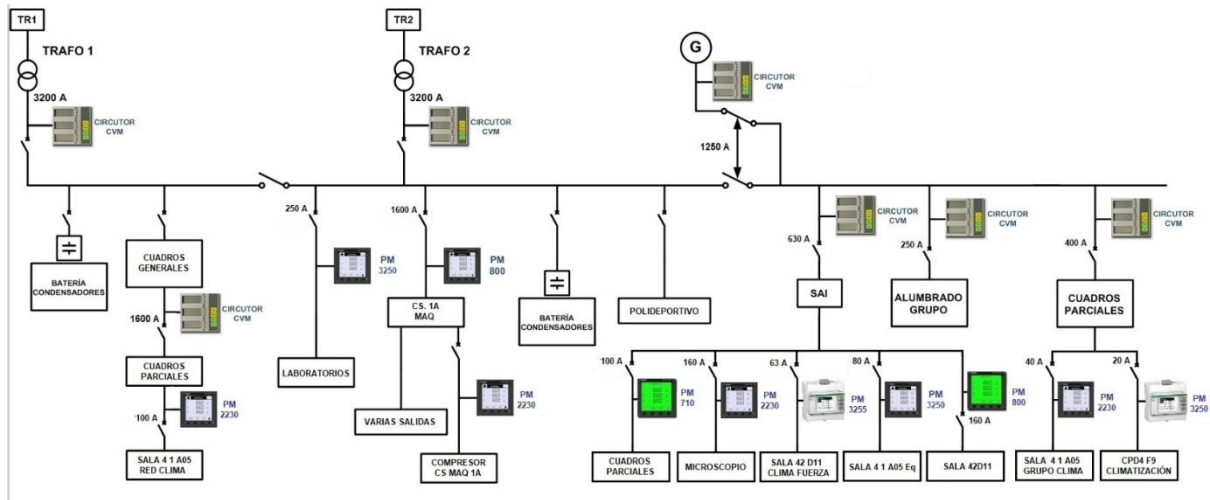 TR1
TRAFO 1
3200 A
CIRCUTOR
CVM
TR2
TRAFO 2
3200 A
CIRCUTOR
CVM
G
CIRCUTOR
CVM
1250 A
BATERÍA
CONDENSADORES
CUADROS
GENERALES
CIRCUTOR
CVM
1600 A
CUADROS
PARCIALES
PM
2230
100 A
SALA 4 1 A05
RED CLIMA
250 A
PM
3250
LABORATORIOS
1600 A
PM
800
CS. 1A
MAQ
VARIAS SALIDAS
PM
2230
COMPRESOR
CS MAQ 1A
BATERÍA
CONDENSADORES
POLIDEPORTIVO
CIRCUTOR
CVM
630 A
SAI
CIRCUTOR
CVM
250 A
ALUMBRADO
GRUPO
CIRCUTOR
CVM
400 A
CUADROS
PARCIALES
100 A
PM
710
CUADROS
PARCIALES
160 A
PM
2230
MICROSCOPIO
63 A
PM
3255
SALA 42 D11
CLIMA FUERZA
80 A
PM
3250
SALA 4 1 A05 Eq
PM
800
160 A
SALA 42D11
40 A
PM
2230
SALA 4 1 A05
GRUPO CLIMA
20 A
PM
3250
CPD4 F9
CLIMATIZACIÓN